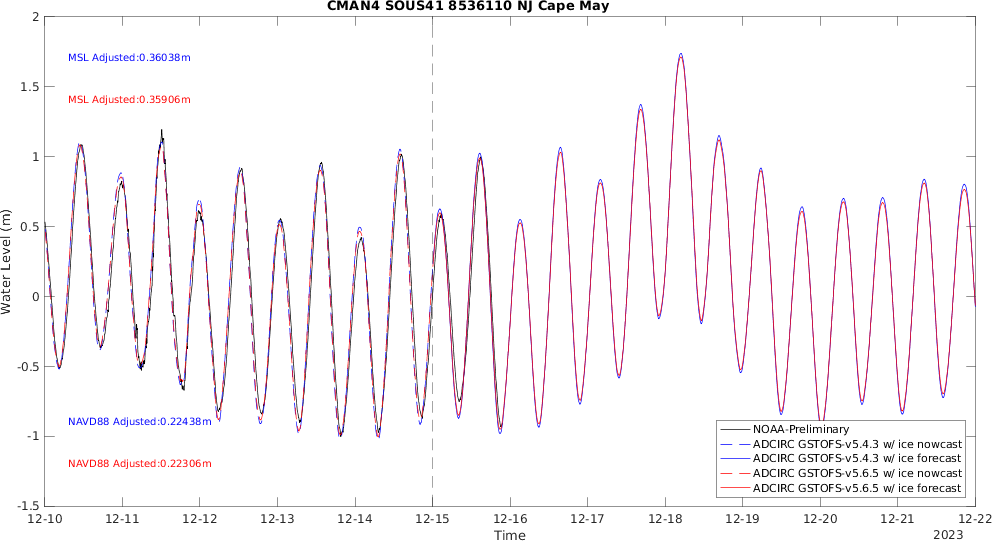 CMAN4 SOUS41 8536110 NJ Cape May
2
1.5
1
0.5
0
-0.5
-1
-1.5
Water Level (m)
MSL Adjusted:0.36038m
MSL Adjusted:0.35906m
NAVD88 Adjusted:0.22438m
NAVD88 Adjusted:0.22306m
NOAA-Preliminary
ADCIRC GSTOFS-v5.4.3 w/ ice nowcast
ADCIRC GSTOFS-v5.4.3 w/ ice forecast
ADCIRC GSTOFS-v5.6.5 w/ ice nowcast
ADCIRC GSTOFS-v5.6.5 w/ ice forecast
12-10 12-11 12-12 12-13 12-14 12-15 12-16 12-17 12-18 12-19 12-20 12-21 12-22
Time
2023